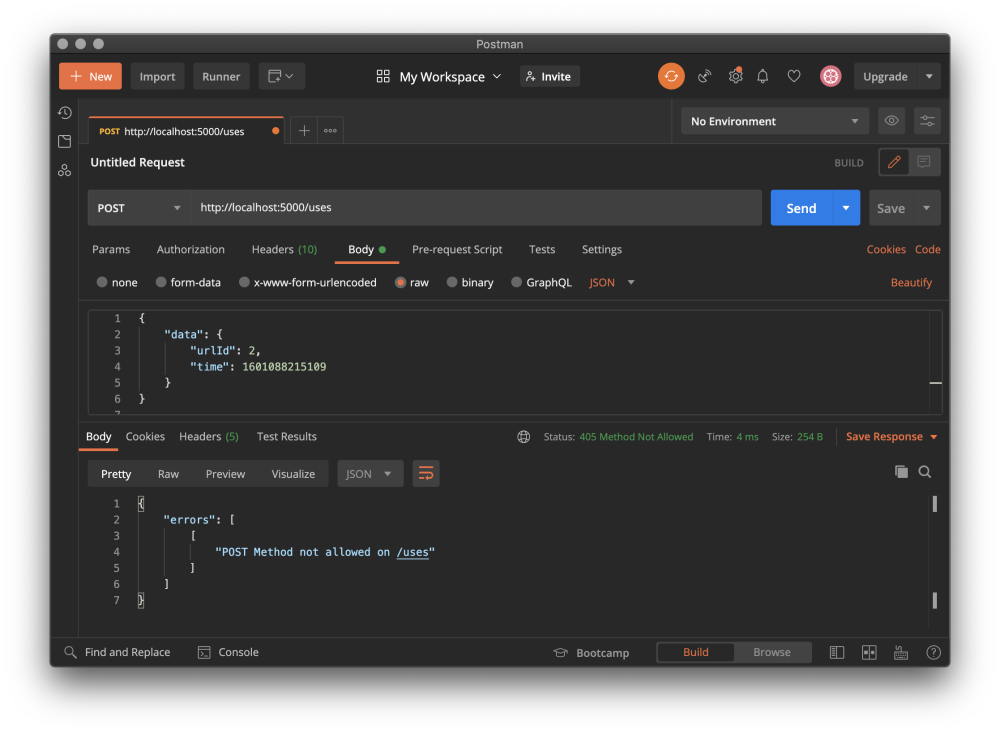 Postman
New Import Runner My Workspace Invite Upgrade
POST http://localhost:5000/uses
No Environment
Untitled Request
BUILD
POST http://localhost:5000/uses Send Save
Params Authorization Headers (10) Body Pre-request Script Tests Settings Cookies Code
none form-data x-www-form-urlencoded raw binary GraphQL JSON Beautify
1 {
2 "data": {
3 "urlId": 2,
4 "time": 1601088215109
5 }
6 }
7
Body Cookies Headers (5) Test Results Status: 405 Method Not Allowed Time: 4 ms Size: 254 B Save Response
Pretty Raw Preview Visualize JSON
1 {
2 "errors": [
3 [
4 "POST Method not allowed on /uses"
5 ]
6 ]
7 }
Find and Replace Console Bootcamp Build Browse